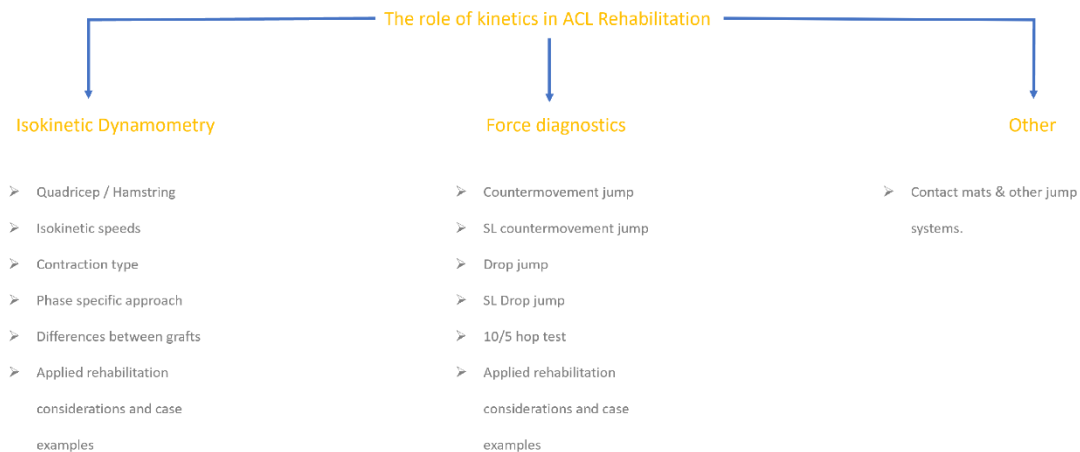 The role of kinetics in ACL Rehabilitation
Isokinetic Dynamometry
Quadricep / Hamstring
Isokinetic speeds
Contraction type
Phase specific approach
Differences between grafts
Applied rehabilitation
considerations and case
examples
Force diagnostics
Countermovement jump
SL countermovement jump
Drop jump
SL Drop jump
10/5 hop test
Applied rehabilitation
considerations and case
examples
Other
Contact mats & other jump
systems.